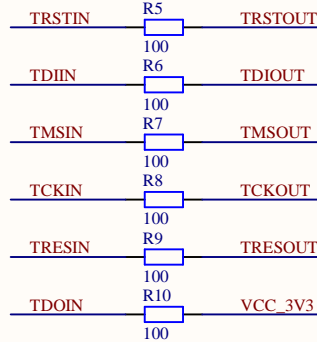 TRSTIN R5 TRSTOUT
100
TDIIN R6 TDIOUT
100
TMSIN R7 TMSOUT
100
TCKIN R8 TCKOUT
100
TRESIN R9 TRESOUT
100
TDOIN R10 VCC_3V3
100